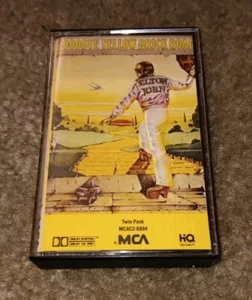 GOODBYE YELLOW BRICK ROAD
ELTON
JOHN
Twin Pack
MCAC2-6894
MCA
HQ